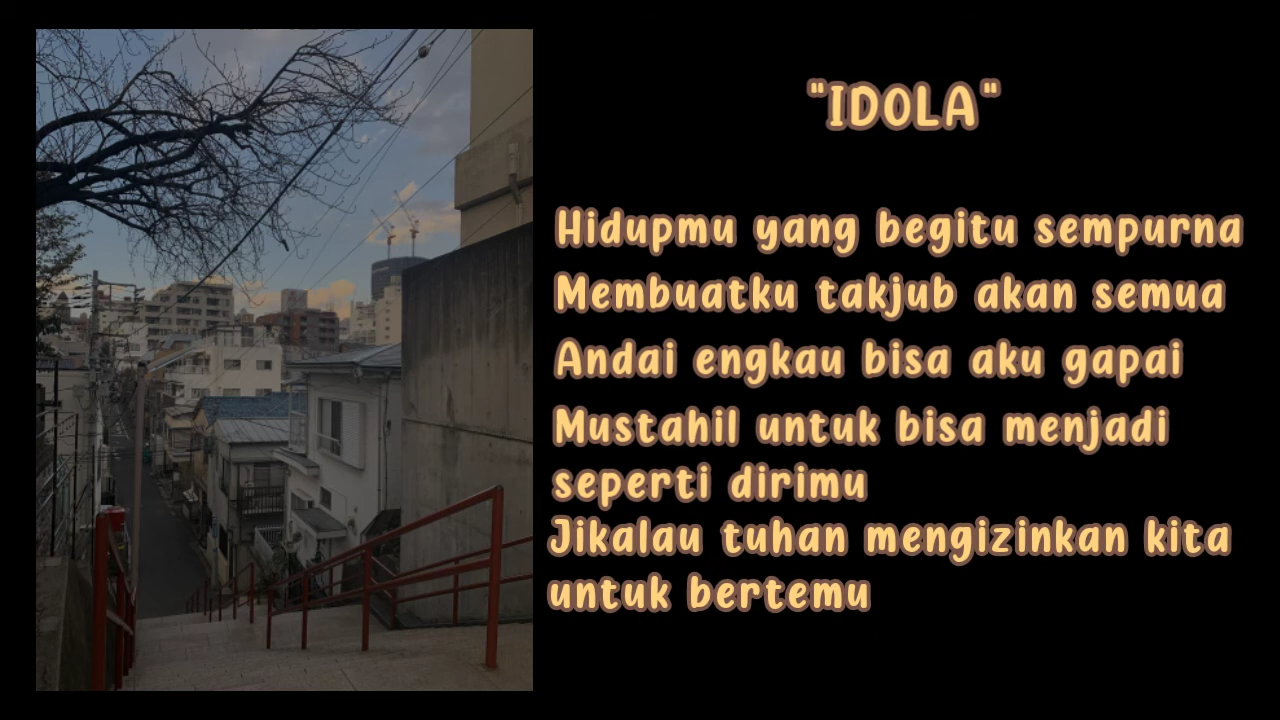 "IDOLA"
Hidupmu yang begitu sempurna
Membuatku takjub akan semua
Andai engkau bisa aku gapai
Mustahil untuk bisa menjadi
seperti dirimu
Jikalau tuhan mengizinkan kita
untuk bertemu